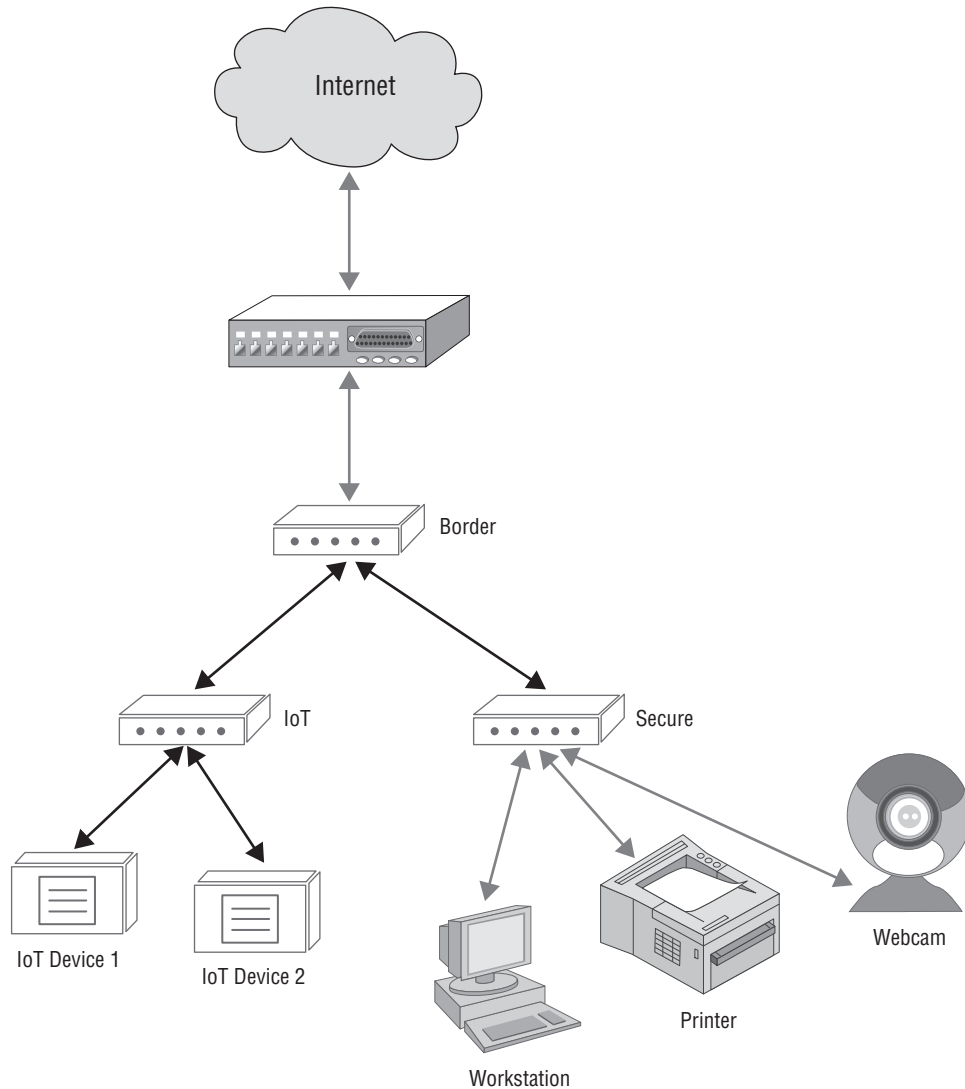 Internet
Border
IoT
Secure
IoT Device 1
IoT Device 2
Workstation
Printer
Webcam